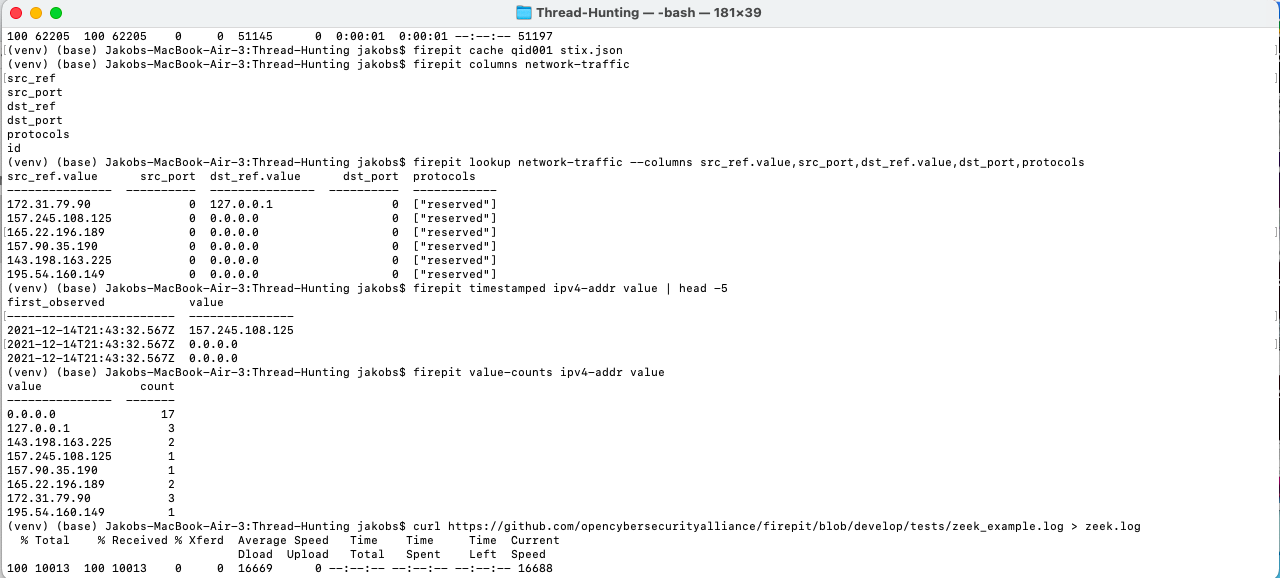 Thread-Hunting — -bash — 181×39
100 62205  100 62205    0     0  51145      0  0:00:01  0:00:01 --:--:-- 51197
(venv) (base) Jakobs-MacBook-Air-3:Thread-Hunting jakobs$ firepit cache qid001 stix.json
(venv) (base) Jakobs-MacBook-Air-3:Thread-Hunting jakobs$ firepit columns network-traffic
src_ref
src_port
dst_ref
dst_port
protocols
id
(venv) (base) Jakobs-MacBook-Air-3:Thread-Hunting jakobs$ firepit lookup network-traffic --columns src_ref.value,src_port,dst_ref.value,dst_port,protocols
src_ref.value      src_port  dst_ref.value      dst_port  protocols
---------------  ----------  ---------------  ----------  ------------
172.31.79.90              0  127.0.0.1                 0  ["reserved"]
157.245.108.125           0  0.0.0.0                   0  ["reserved"]
165.22.196.189            0  0.0.0.0                   0  ["reserved"]
157.90.35.190             0  0.0.0.0                   0  ["reserved"]
143.198.163.225           0  0.0.0.0                   0  ["reserved"]
195.54.160.149            0  0.0.0.0                   0  ["reserved"]
(venv) (base) Jakobs-MacBook-Air-3:Thread-Hunting jakobs$ firepit timestamped ipv4-addr value | head -5
first_observed            value
------------------------  ---------------
2021-12-14T21:43:32.567Z  157.245.108.125
2021-12-14T21:43:32.567Z  0.0.0.0
2021-12-14T21:43:32.567Z  0.0.0.0
(venv) (base) Jakobs-MacBook-Air-3:Thread-Hunting jakobs$ firepit value-counts ipv4-addr value
value              count
---------------  -------
0.0.0.0               17
127.0.0.1              3
143.198.163.225        2
157.245.108.125        1
157.90.35.190          1
165.22.196.189         2
172.31.79.90           3
195.54.160.149         1
(venv) (base) Jakobs-MacBook-Air-3:Thread-Hunting jakobs$ curl https://github.com/opencybersecurityalliance/firepit/blob/develop/tests/zeek_example.log > zeek.log
  % Total    % Received % Xferd  Average Speed   Time    Time     Time  Current
                                 Dload  Upload   Total   Spent    Left  Speed
100 10013  100 10013    0     0  16669      0 --:--:-- --:--:-- --:--:-- 16688